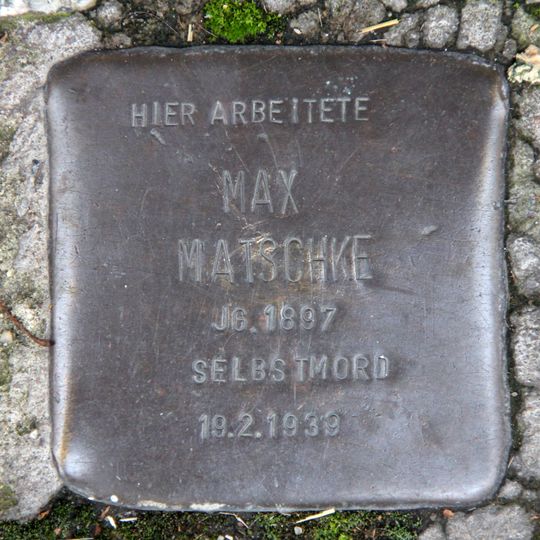 HIER ARBEITETE
MAX
MATSCHKE
JG. 1897
SELBSTMORD
19.2.1939